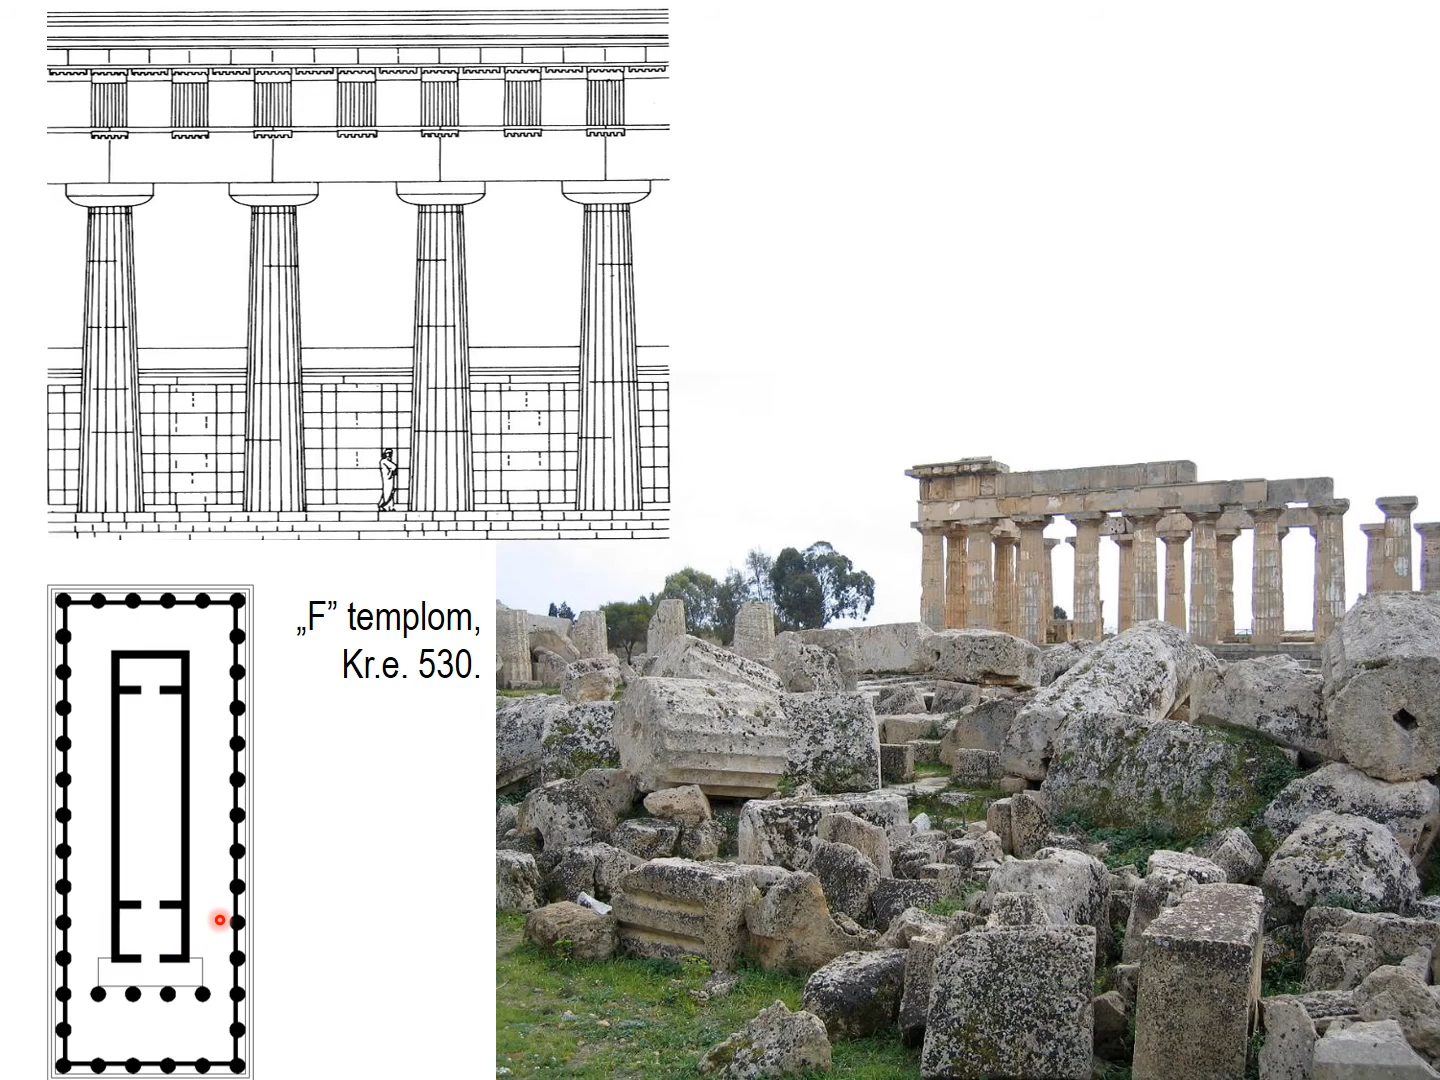 „F” templom,
Kr.e. 530.